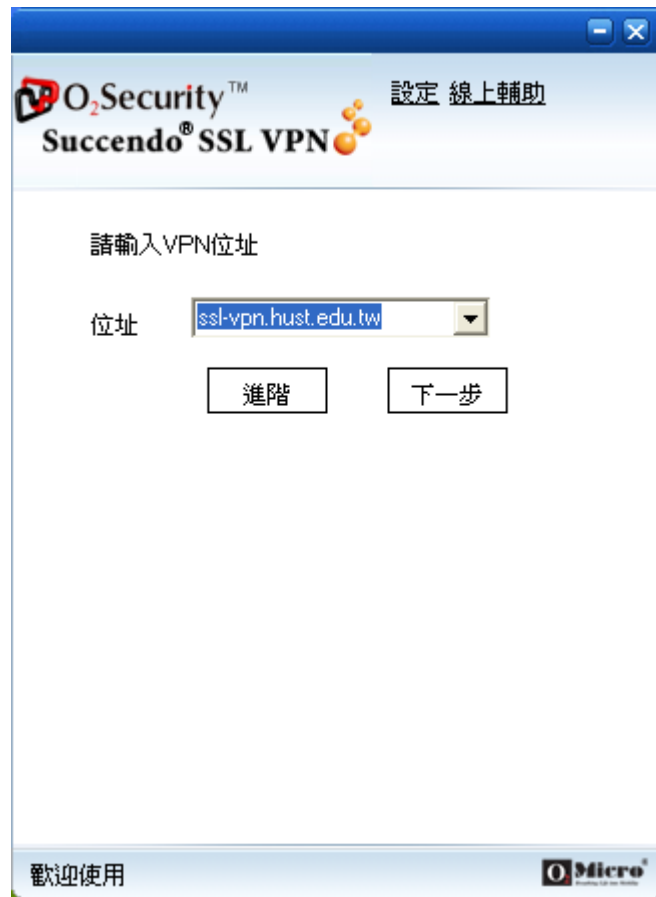 O₂Security™
Succendo® SSL VPN
設定 線上輔助
請輸入VPN位址
位址 ssl-vpn.hust.edu.tw
進階 下一步
歡迎使用 O₂Micro®